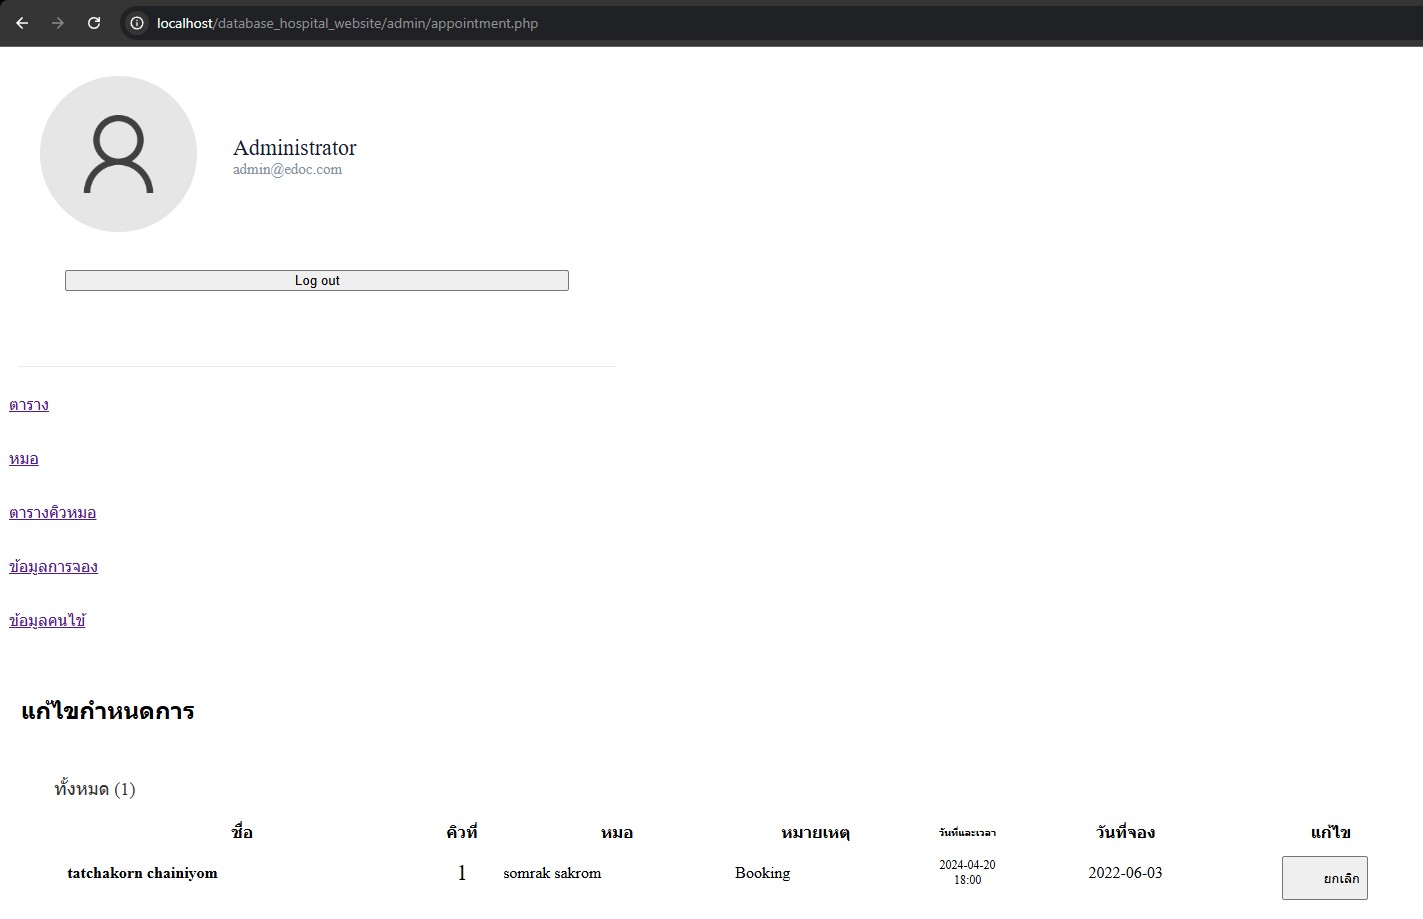 localhost/database_hospital_website/admin/appointment.php
Administrator
admin@edoc.com
Log out
ตาราง
หมอ
ตารางคิวหมอ
ข้อมูลการจอง
ข้อมูลคนไข้
แก้ไขกำหนดการ
ทั้งหมด (1)
ชื่อ คิวที่ หมอ หมายเหตุ วันที่และเวลา วันที่จอง แก้ไข
tatchakorn chainiyom 1 somrak sakrom Booking 2024-04-20 18:00 2022-06-03 ยกเลิก